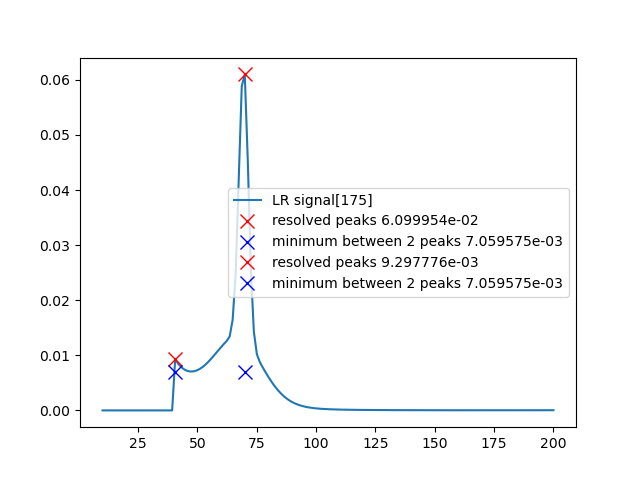 0.06
0.05
0.04
0.03
0.02
0.01
0.00
LR signal[175]
resolved peaks 6.099954e-02
minimum between 2 peaks 7.059575e-03
resolved peaks 9.297776e-03
minimum between 2 peaks 7.059575e-03
25 50 75 100 125 150 175 200